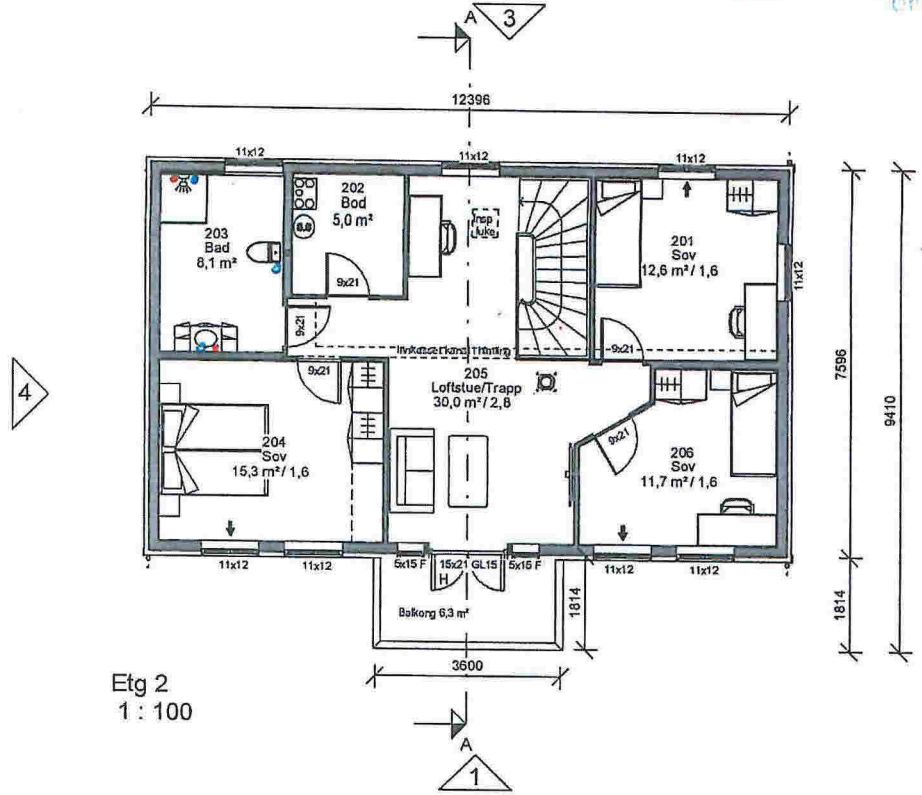 A
3
12396
11x12
11x12
11x12
202
Bod
5,0 m²
203
Bad
8,1 m²
Insp
luke
201
Sov
12,6 m² / 1,6
11x12
9x21
9x21
9x21
9x21
205
Loftstue/Trapp
30,0 m² / 2,8
204
Sov
15,3 m² / 1,6
9x21
206
Sov
11,7 m² / 1,6
4
7596
9410
11x12
11x12
5x15 F
15x21 GL15
H
11x12
11x12
Balkong 6,3 m²
1814
1814
3600
Etg 2
1 : 100
A
1